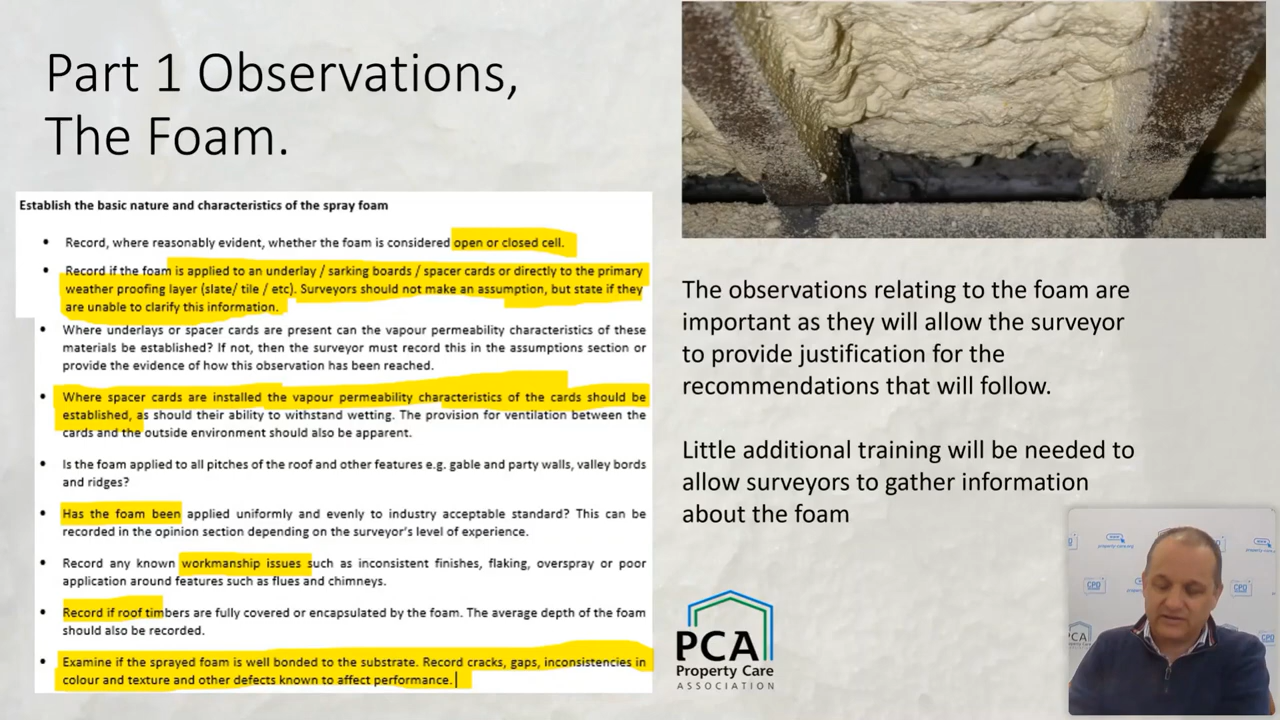 Part 1 Observations,
The Foam.
Establish the basic nature and characteristics of the spray foam
• Record, where reasonably evident, whether the foam is considered open or closed cell.
• Record if the foam is applied to an underlay / sarking boards / spacer cards or directly to the primary
weather proofing layer (slate/ tile / etc). Surveyors should not make an assumption, but state if they
are unable to clarify this information.
• Where underlays or spacer cards are present can the vapour permeability characteristics of these
materials be established? If not, then the surveyor must record this in the assumptions section or
provide the evidence of how this observation has been reached.
• Where spacer cards are installed the vapour permeability characteristics of the cards should be
established, as should their ability to withstand wetting. The provision for ventilation between the
cards and the outside environment should also be apparent.
• Is the foam applied to all pitches of the roof and other features e.g. gable and party walls, valley bords
and ridges?
• Has the foam been applied uniformly and evenly to industry acceptable standard? This can be
recorded in the opinion section depending on the surveyor's level of experience.
• Record any known workmanship issues such as inconsistent finishes, flaking, overspray or poor
application around features such as flues and chimneys.
• Record if roof timbers are fully covered or encapsulated by the foam. The average depth of the foam
should also be recorded.
• Examine if the sprayed foam is well bonded to the substrate. Record cracks, gaps, inconsistencies in
colour and texture and other defects known to affect performance.
The observations relating to the foam are
important as they will allow the surveyor
to provide justification for the
recommendations that will follow.
Little additional training will be needed to
allow surveyors to gather information
about the foam
PCA
Property Care
ASSOCIATION
CPD
CPD
PCA